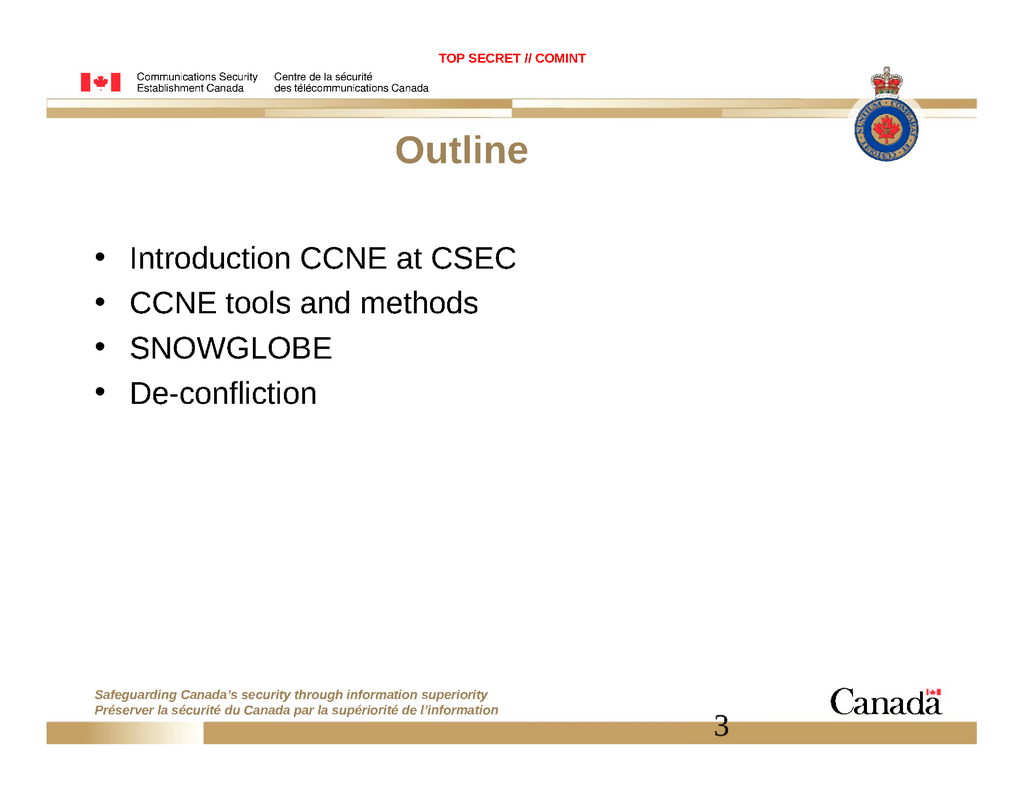 TOP SECRET // COMINT
Communications Security Centre de la sécurité
Establishment Canada des télécommunications Canada
Outline
• Introduction CCNE at CSEC
• CCNE tools and methods
• SNOWGLOBE
• De-confliction
Safeguarding Canada's security through information superiority
Préserver la sécurité du Canada par la supériorité de l'information
Canada
3